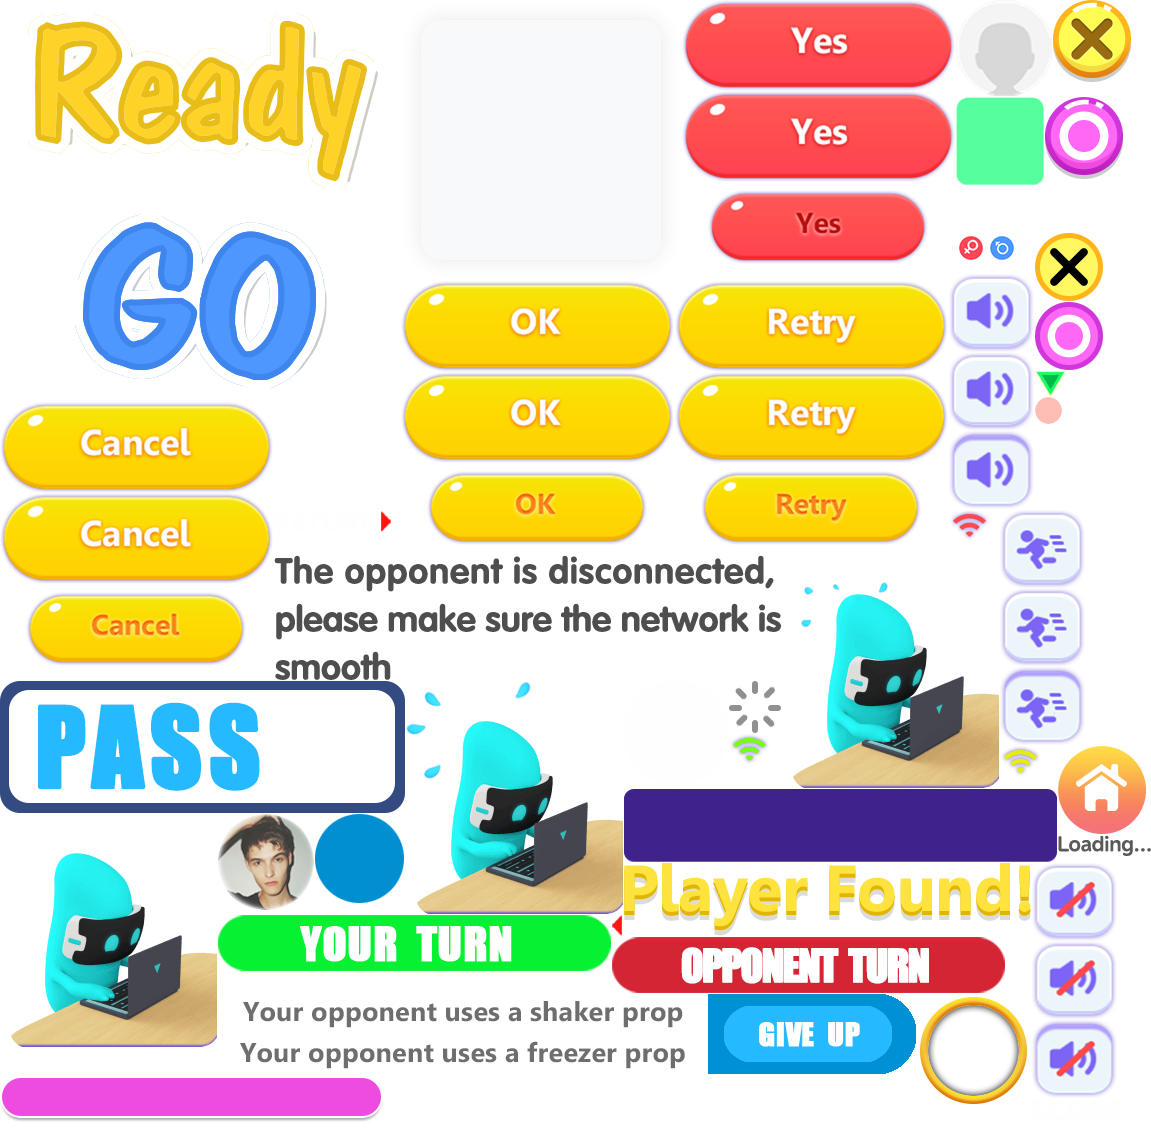 Ready
Yes
Yes
Yes
GO
OK
Retry
OK
Retry
Cancel
OK
Retry
Cancel
Cancel
The opponent is disconnected,
please make sure the network is
smooth
PASS
Loading...
Player Found!
YOUR TURN
OPPONENT TURN
Your opponent uses a shaker prop
GIVE UP
Your opponent uses a freezer prop